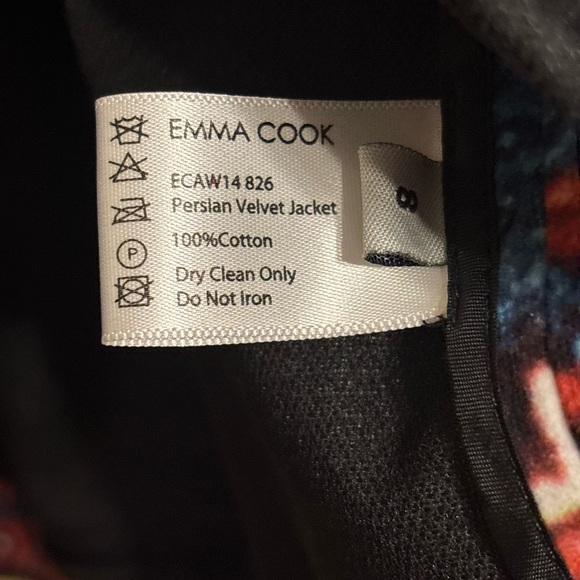 EMMA COOK
ECAW14 826
Persian Velvet Jacket
100%Cotton
Dry Clean Only
Do Not Iron
P
8